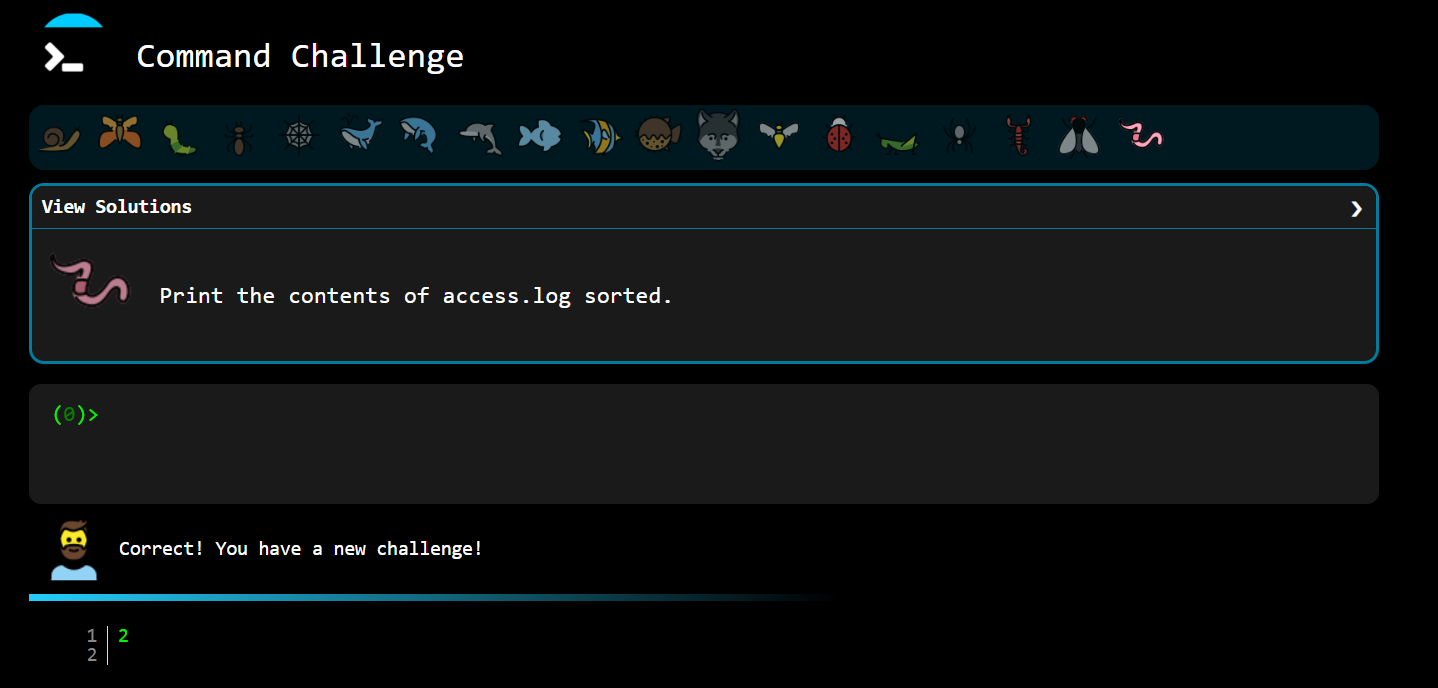 Command Challenge
View Solutions
Print the contents of access.log sorted.
(0)>
Correct! You have a new challenge!
1 2
2